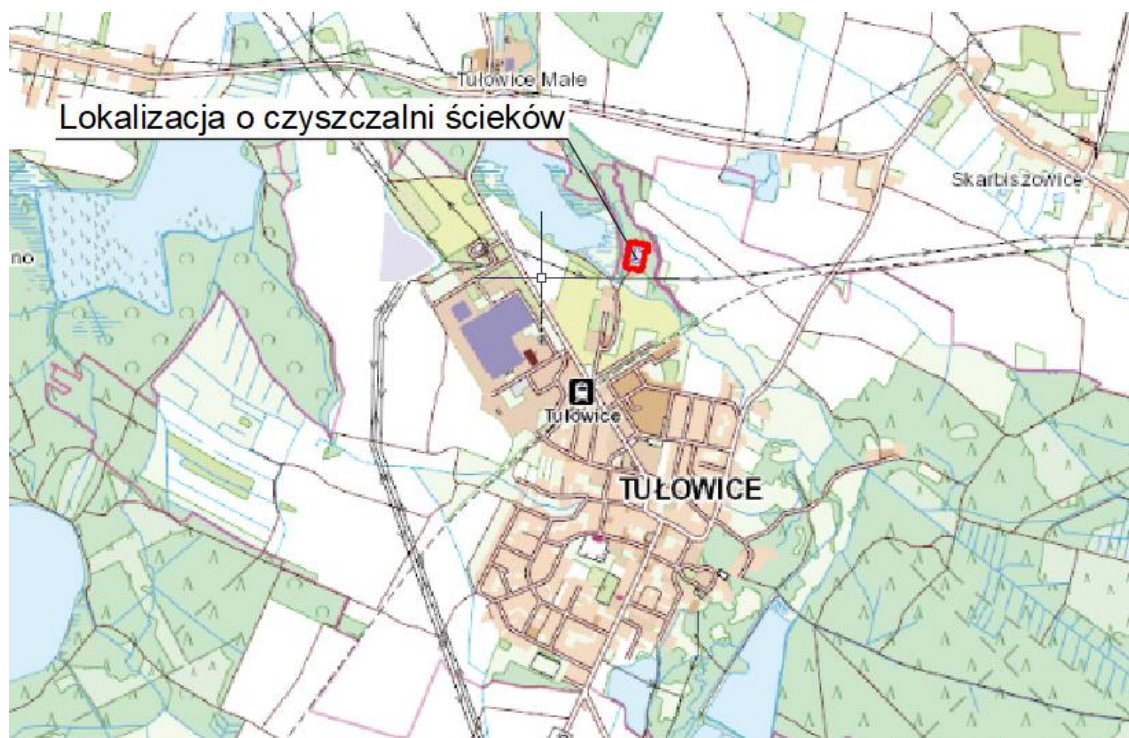 Tułowice Małe
Lokalizacja o czyszczalni ścieków
Skarbiszowice
no
Tułowice
TUŁOWICE